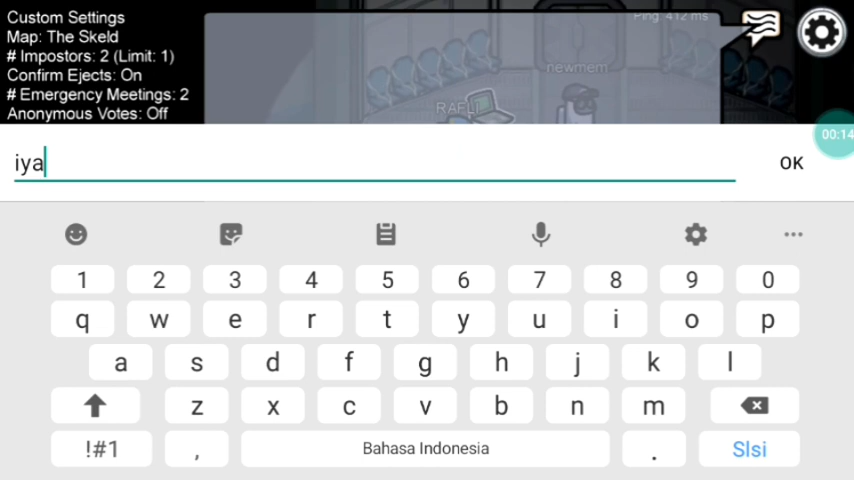 Custom Settings
Map: The Skeld
# Impostors: 2 (Limit: 1)
Confirm Ejects: On
# Emergency Meetings: 2
Anonymous Votes: Off
Ping: 412 ms
newmem
RAFLI
00:14
iya
OK
1 2 3 4 5 6 7 8 9 0
q w e r t y u i o p
a s d f g h j k l
z x c v b n m
!#1 , Bahasa Indonesia . Slsi